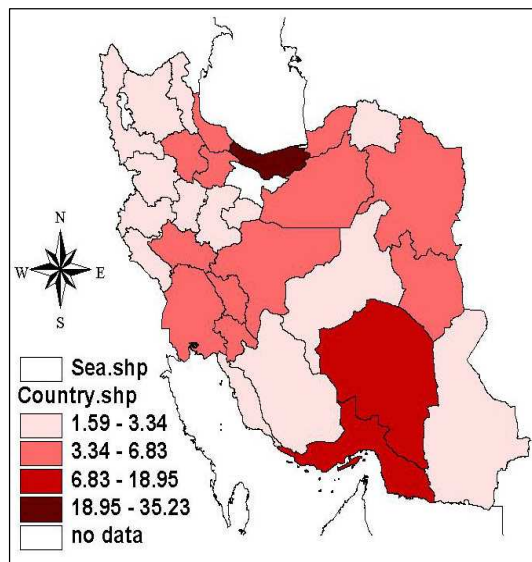 N
W E
S
Sea.shp
Country.shp
1.59 - 3.34
3.34 - 6.83
6.83 - 18.95
18.95 - 35.23
no data